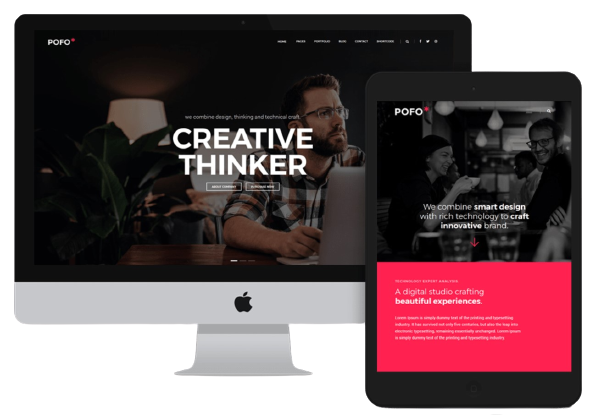 POFO
HOME PAGES PORTFOLIO BLOG CONTACT SHORTCODES
we combine design, thinking and technical craft
CREATIVE
THINKER
ABOUT COMPANY
POFO
We combine smart design
with rich technology to craft
innovative brand.
TECHNOLOGY EXPERT ANALYSIS
A digital studio crafting
beautiful experiences.
Lorem Ipsum is simply dummy text of the printing and typesetting
industry. It has survived not only five centuries, but also the leap into
electronic typesetting, remaining essentially unchanged. Lorem Ipsum
is simply dummy text of the printing and typesetting industry.